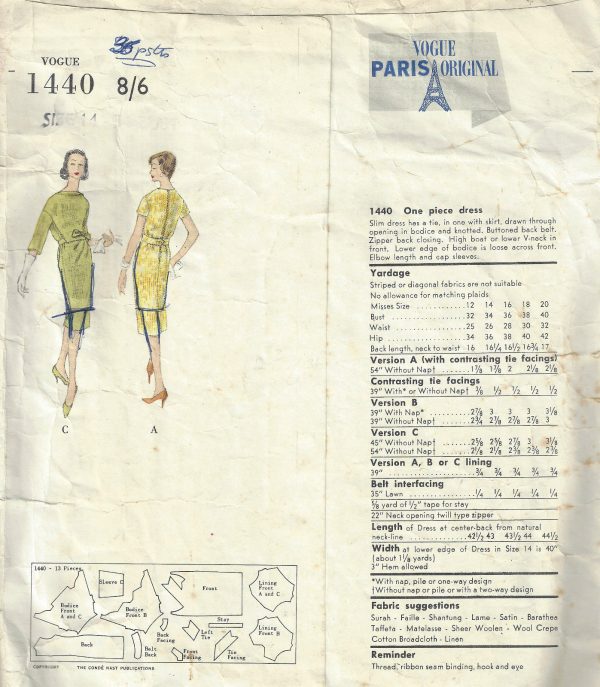 36 psts
VOGUE
1440 8/6
SIZE 14
C
A
VOGUE
PARIS ORIGINAL
1440 One piece dress
Slim dress has a tie, in one with skirt, drawn through
opening in bodice and knotted. Buttoned back belt.
Zipper back closing. High boat or lower V-neck in
front. Lower edge of bodice is loose across front.
Elbow length and cap sleeves.
Yardage
Striped or diagonal fabrics are not suitable
No allowance for matching plaids
Misses Size 12 14 16 18 20
Bust 32 34 36 38 40
Waist 25 26 28 30 32
Hip 34 36 38 40 42
Back length, neck to waist 16 16¼ 16½ 16¾ 17
Version A (with contrasting tie facings)
54" Without Nap† 1⅞ 1⅞ 2 2⅛ 2⅛
Contrasting tie facings
39" With* or Without Nap† ⅜ ½ ½ ½ ½
Version B
39" With Nap* 2⅞ 3 3 3 3⅛
39" Without Nap† 2¾ 2⅞ 2⅞ 2⅞ 3
Version C
45" Without Nap† 2⅝ 2⅝ 2⅞ 3 3⅛
54" Without Nap† 2⅛ 2⅛ 2⅜ 2⅜ 2⅞
Version A, B or C lining
39" ¾ ¾ ¾ ¾ ¾
Belt interfacing
35" Lawn ¼ ¼ ¼ ¼ ¼
⅝ yard of ½" tape for stay
22" Neck opening twill type zipper
Length of Dress at center-back from natural
neck-line 42½ 43 43½ 44 44½
Width at lower edge of Dress in Size 14 is 40"
(about 1⅛ yards)
3" Hem allowed
*With nap, pile or one-way design
†Without nap or pile or with a two-way design
Fabric suggestions
Surah - Faille - Shantung - Lame - Satin - Barathea
Taffeta - Matelasse - Sheer Woolen - Wool Crepe
Cotton Broadcloth - Linen
Reminder
Thread, ribbon seam binding, hook and eye
1440 - 13 Pieces
Sleeve C
Bodice
Front
A and C
Bodice
Front B
Front
Lining
Front
A and C
Back
Belt
Back
Back
Facing
Stay
Left
Tie
Front
Facing
Tie
Facing
Lining
Front B
COPYRIGHT THE CONDÉ NAST PUBLICATIONS